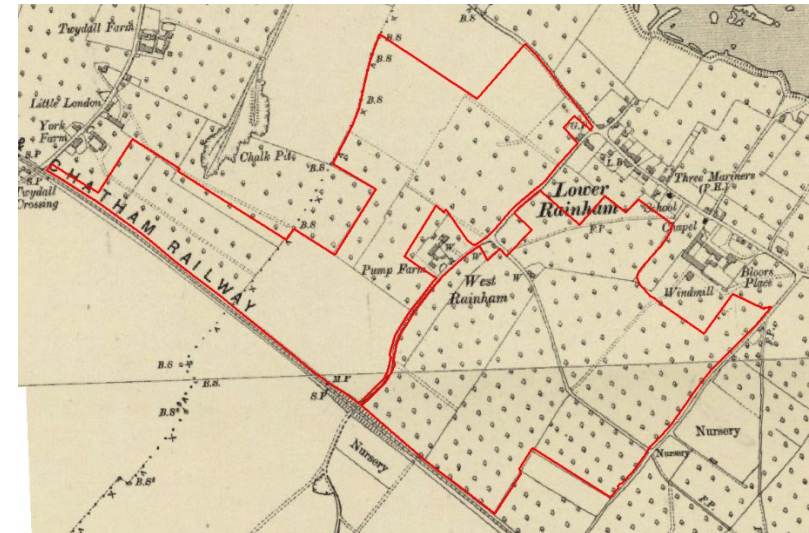 B.S
Twydall Farm
B.S
B.S
Little London
B.S
York
Farm
G.P
S.P
Chalk Pit
B.S
L.B
Three Mariners
(P.H.)
S.P
Twydall
Crossing
& CHATHAM RAILWAY
Lower
Rainham
School
B.S
F.P.
Chapel
W
Pump Farm
W
West
Rainham
W
Windmill
Bloors
Place
F.P.
B.S
B.S.
M.P
S.P
B.S
Nursery
Nursery
Nursery
B.S
F.P